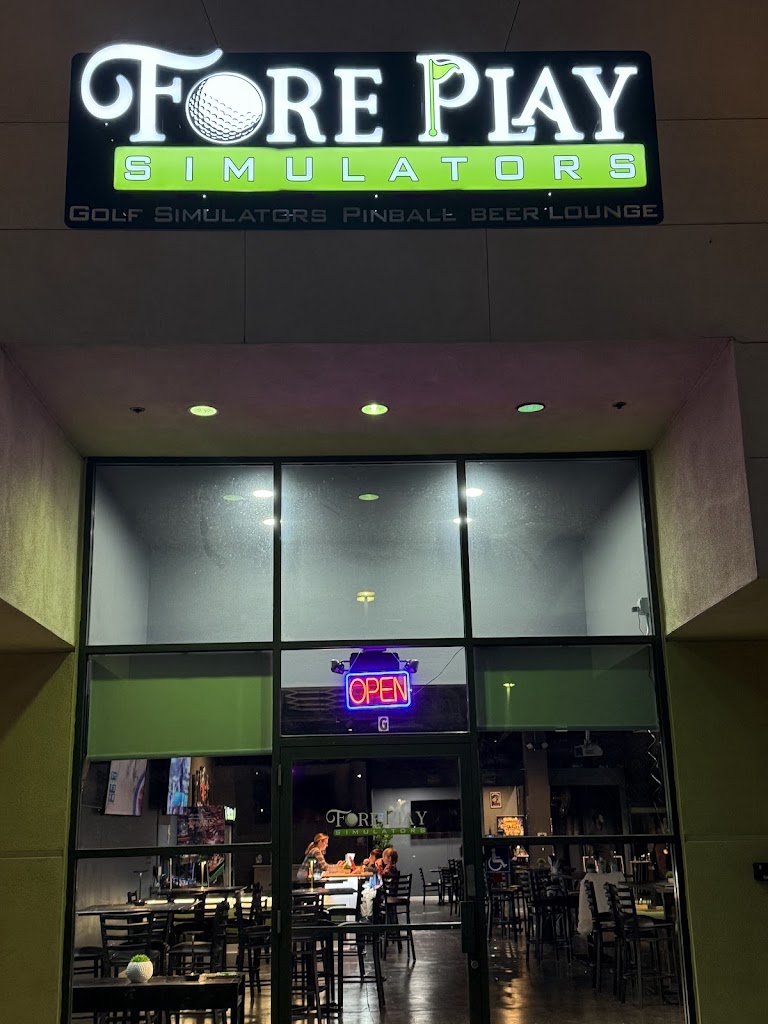 FORE PLAY
SIMULATORS
GOLF SIMULATORS PINBALL BEER LOUNGE
OPEN
G
FORE PLAY
SIMULATORS